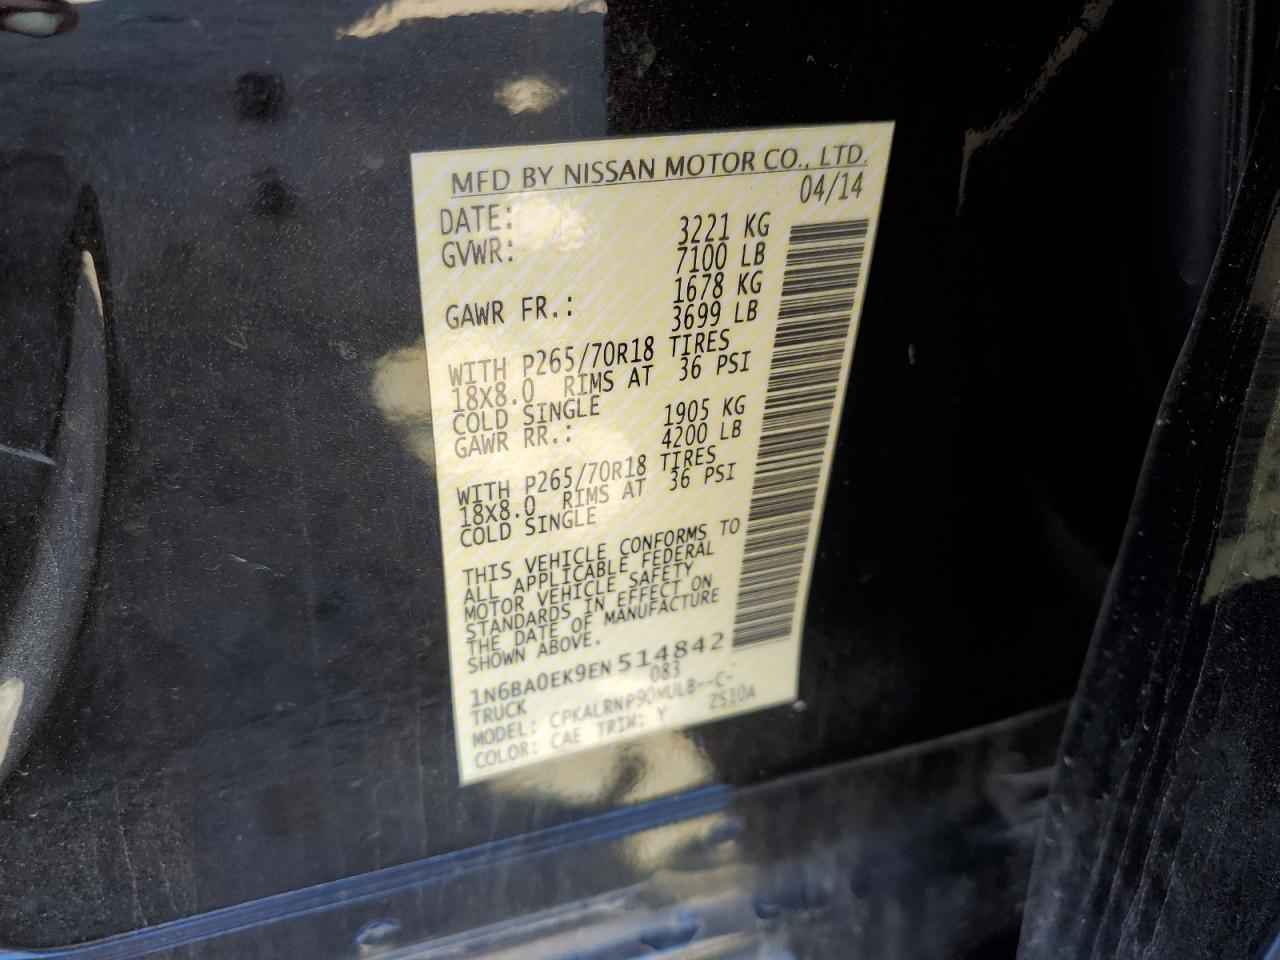 MFD BY NISSAN MOTOR CO., LTD.
DATE: 04/14
GVWR: 3221 KG
7100 LB
GAWR FR.: 1678 KG
3699 LB
WITH P265/70R18 TIRES
18X8.0 RIMS AT 36 PSI
COLD SINGLE
GAWR RR.: 1905 KG
4200 LB
WITH P265/70R18 TIRES
18X8.0 RIMS AT 36 PSI
COLD SINGLE
THIS VEHICLE CONFORMS TO
ALL APPLICABLE FEDERAL
MOTOR VEHICLE SAFETY
STANDARDS IN EFFECT ON
THE DATE OF MANUFACTURE
SHOWN ABOVE.
1N6BA0EK9EN514842
TRUCK 083
MODEL: CPKALRNP90MULB--C-
COLOR: CAE TRIM: Y ZS10A